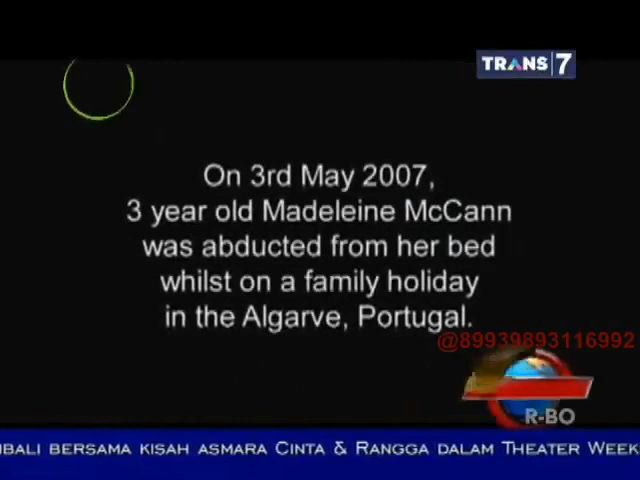 TRANS 7
On 3rd May 2007,
3 year old Madeleine McCann
was abducted from her bed
whilst on a family holiday
in the Algarve, Portugal.
@89939893116992
R-BO
BALI BERSAMA KISAH ASMARA CINTA & RANGGA DALAM THEATER WEEK